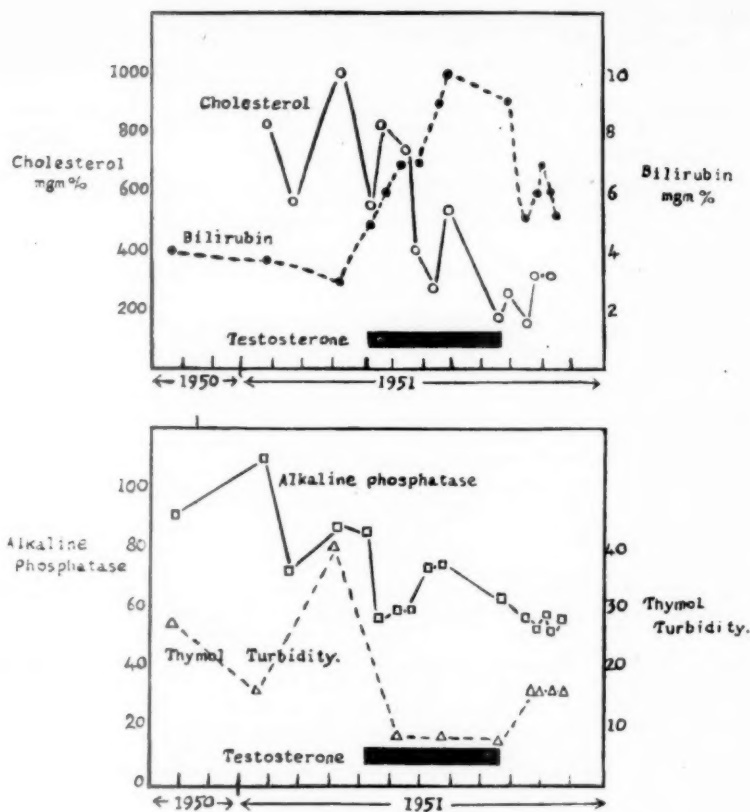 1000
800
600
400
200
Cholesterol
mgm%
10
8
6
4
2
Bilirubin
mgm%
Cholesterol
Bilirubin
Testosterone
1950
1951
100
80
60
40
20
0
Alkaline
Phosphatase
40
30
20
10
Thymol
Turbidity.
Alkaline phosphatase
Thymol Turbidity.
Testosterone
1950
1951